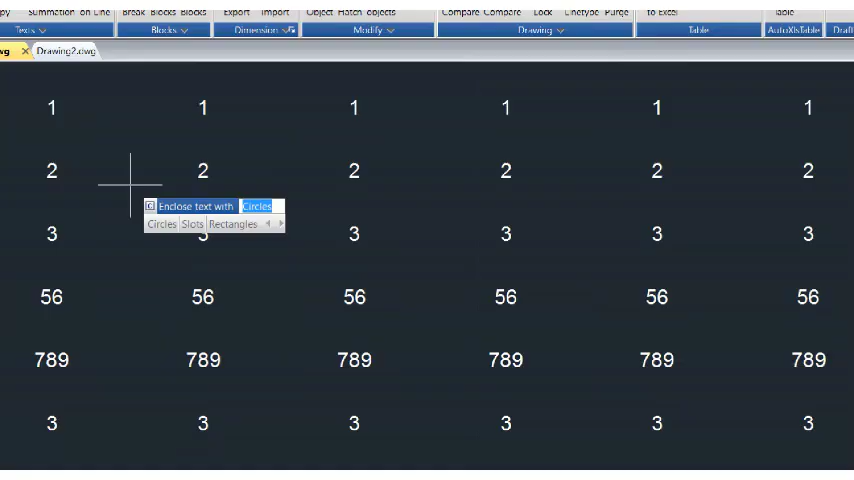 py Summation on Line Break Blocks Blocks Export Import Object Hatch objects Compare Compare Lock Linetype Purge to Excel Table
Texts Blocks Dimension Modify Drawing Table AutoXlsTable Draft
wg × Drawing2.dwg
1 1 1 1 1 1
2 2 2 2 2 2
Enclose text with Circles
Circles Slots Rectangles
3 3 3 3 3 3
56 56 56 56 56 56
789 789 789 789 789 789
3 3 3 3 3 3